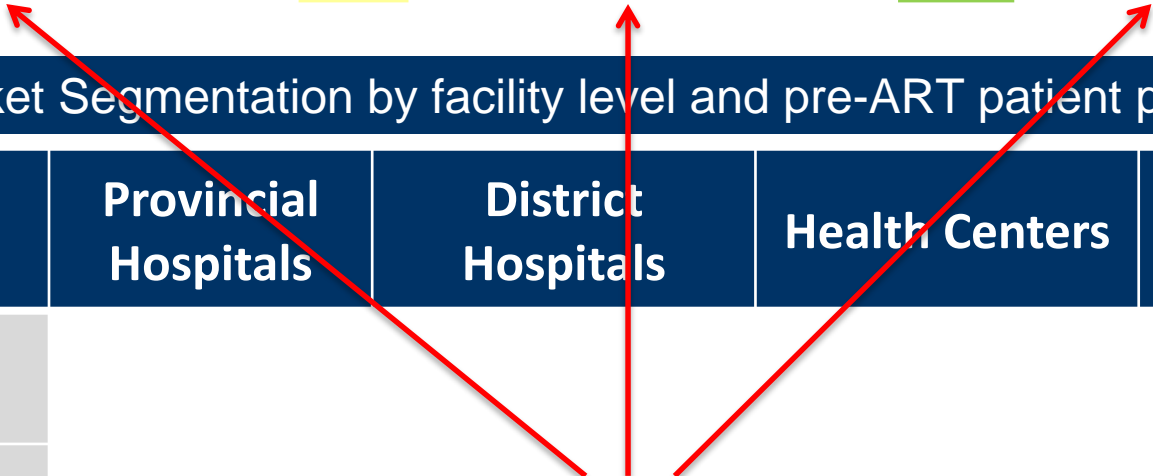 ket Segmentation by facility level and pre-ART patient p
Provincial
Hospitals
District
Hospitals
Health Centers